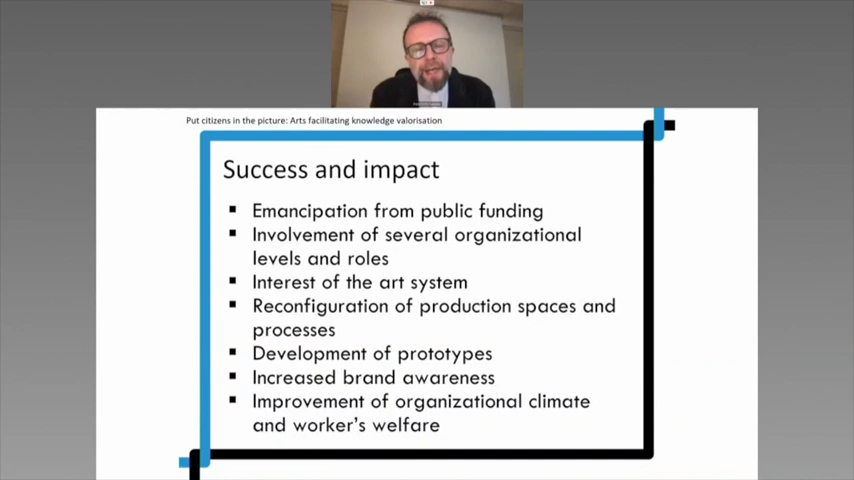 Put citizens in the picture: Arts facilitating knowledge valorisation
Success and impact
▪ Emancipation from public funding
▪ Involvement of several organizational
levels and roles
▪ Interest of the art system
▪ Reconfiguration of production spaces and
processes
▪ Development of prototypes
▪ Increased brand awareness
▪ Improvement of organizational climate
and worker’s welfare